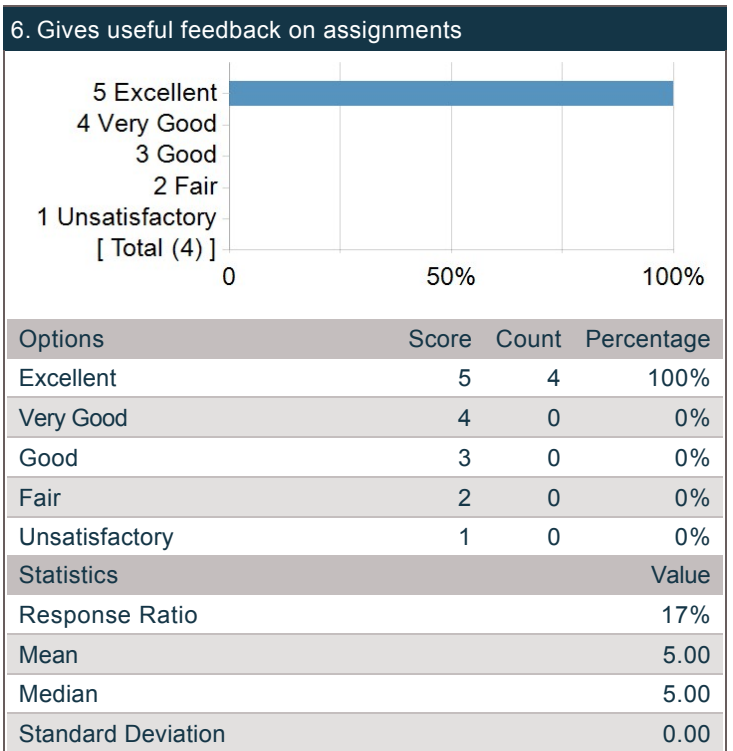 6. Gives useful feedback on assignments
5 Excellent
4 Very Good
3 Good
2 Fair
1 Unsatisfactory
[ Total (4) ]
0 50% 100%
Options Score Count Percentage
Excellent 5 4 100%
Very Good 4 0 0%
Good 3 0 0%
Fair 2 0 0%
Unsatisfactory 1 0 0%
Statistics Value
Response Ratio 17%
Mean 5.00
Median 5.00
Standard Deviation 0.00